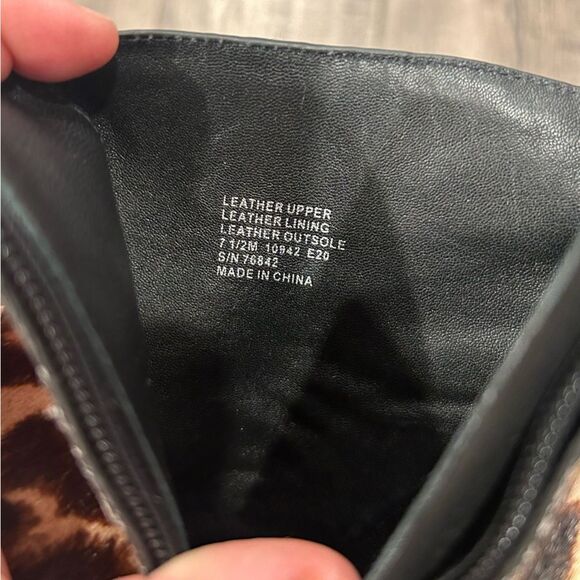 LEATHER UPPER
LEATHER LINING
LEATHER OUTSOLE
7 1/2M 10942 E20
S/N 76842
MADE IN CHINA